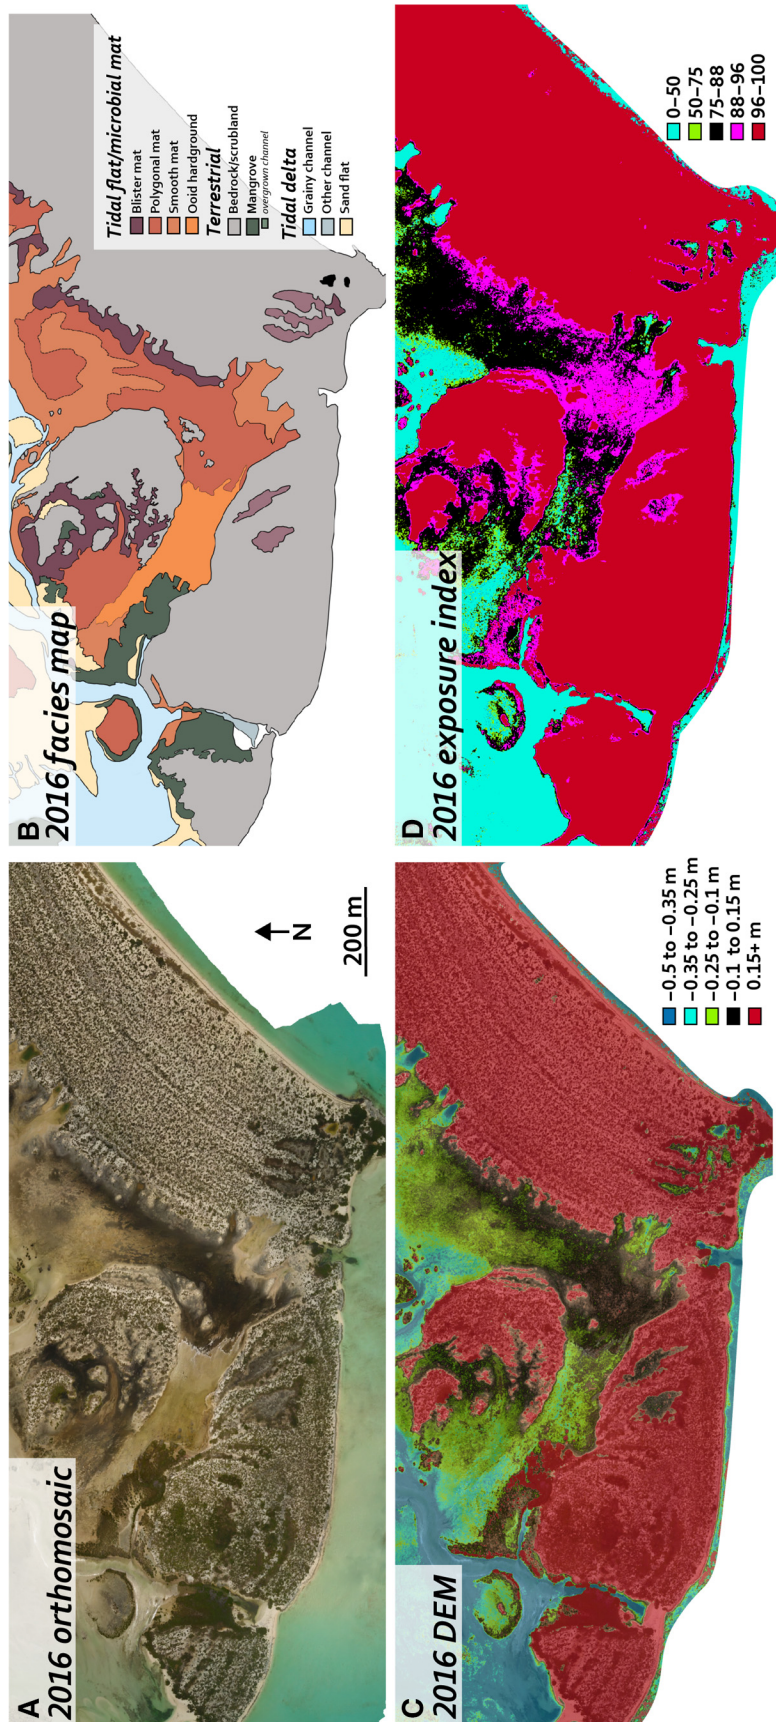 A
2016 orthomosaic
N
200 m
B
2016 facies map
Tidal flat/microbial mat
Blister mat
Polygonal mat
Smooth mat
Ooid hardground
Terrestrial
Bedrock/scrubland
Mangrove
overgrown channel
Tidal delta
Grainy channel
Other channel
Sand flat
C
2016 DEM
−0.5 to −0.35 m
−0.35 to −0.25 m
−0.25 to −0.1 m
−0.1 to 0.15 m
0.15+ m
D
2016 exposure index
0–50
50–75
75–88
88–96
96–100